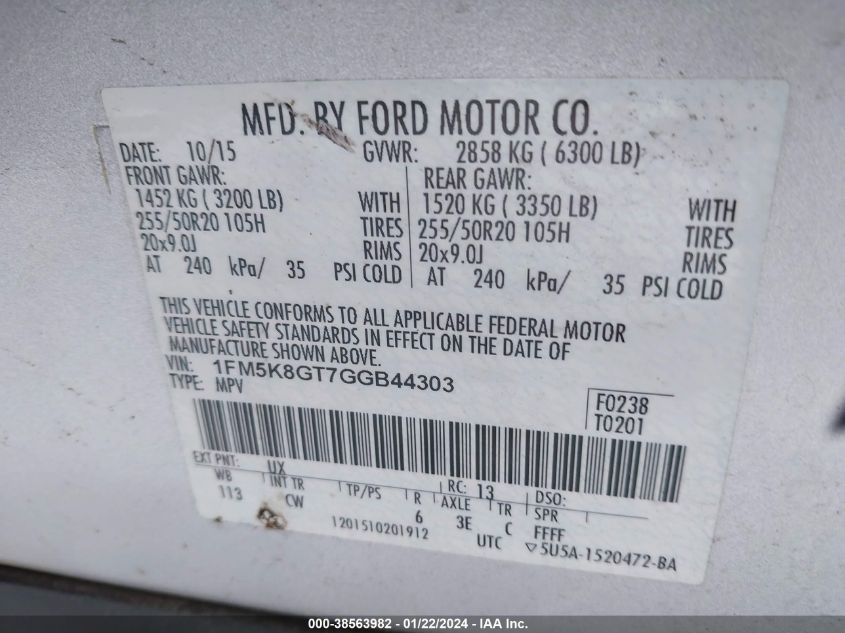 MFD. BY FORD MOTOR CO.
DATE: 10/15 GVWR: 2858 KG ( 6300 LB)
FRONT GAWR: REAR GAWR:
1452 KG ( 3200 LB) WITH 1520 KG ( 3350 LB) WITH
255/50R20 105H TIRES 255/50R20 105H TIRES
20x9.0J RIMS 20x9.0J RIMS
AT 240 kPa/ 35 PSI COLD AT 240 kPa/ 35 PSI COLD
THIS VEHICLE CONFORMS TO ALL APPLICABLE FEDERAL MOTOR
VEHICLE SAFETY STANDARDS IN EFFECT ON THE DATE OF
MANUFACTURE SHOWN ABOVE.
VIN: 1FM5K8GT7GGB44303
TYPE: MPV
F0238
T0201
EXT PNT: UX RC: 13 DSO:
WB INT TR TP/PS R AXLE TR SPR
113 CW 6 3E C FFFF
1201510201912 UTC ▽5U5A-1520472-BA
000-38563982 - 01/22/2024 - IAA Inc.